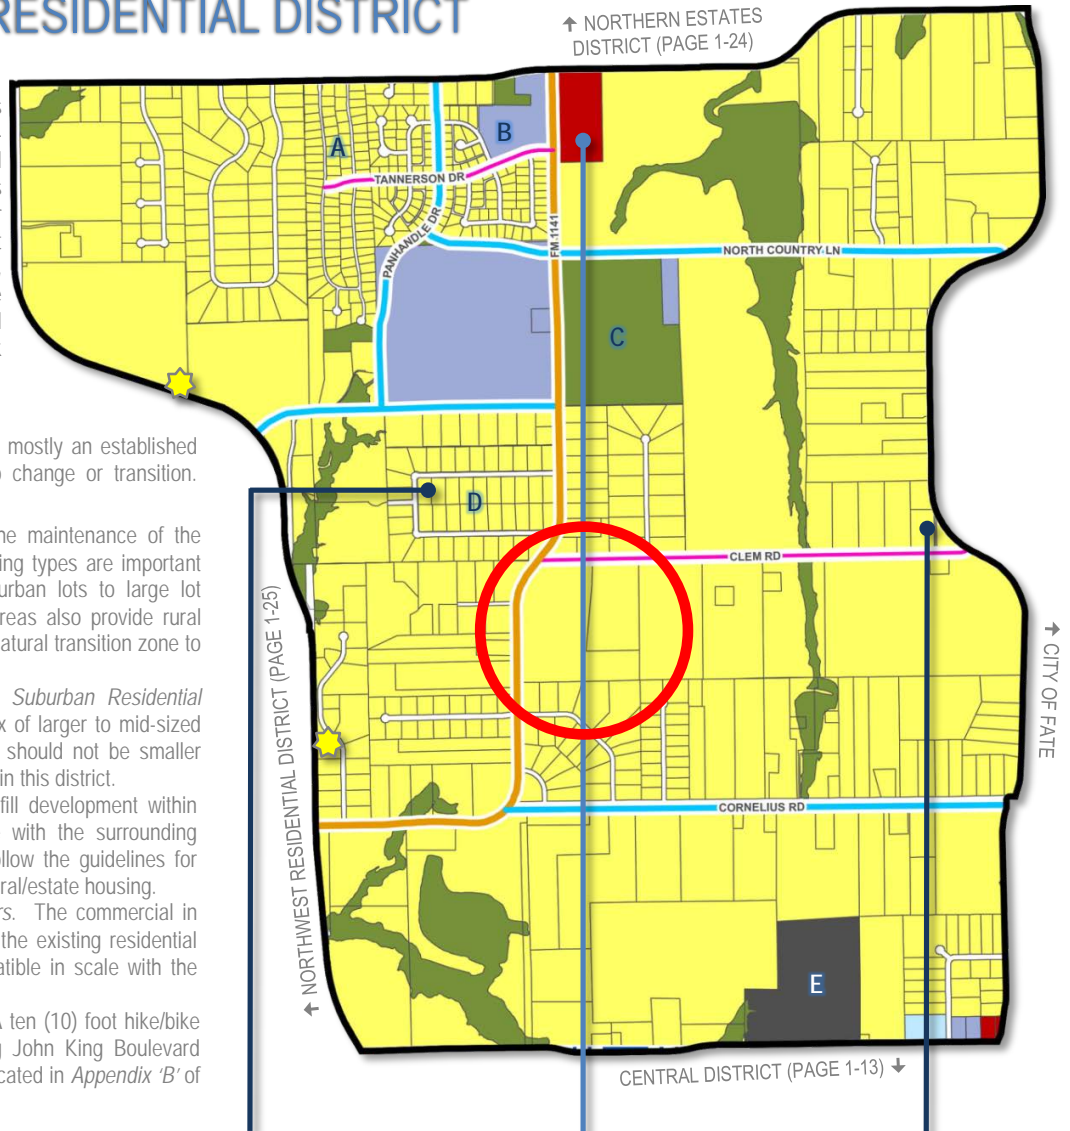 RESIDENTIAL DISTRICT
↑ NORTHERN ESTATES
DISTRICT (PAGE 1-24)
mostly an established
change or transition.
he maintenance of the
ing types are important
urban lots to large lot
reas also provide rural
natural transition zone to
Suburban Residential
x of larger to mid-sized
should not be smaller
in this district.
fill development within
with the surrounding
llow the guidelines for
ral/estate housing.
rs. The commercial in
the existing residential
atible in scale with the
A ten (10) foot hike/bike
g John King Boulevard
cated in Appendix ‘B’ of
A
B
TANNERSON DR
PANHANDLE DR
FM-1141
NORTH COUNTRY LN
C
D
CLEM RD
← NORTHWEST RESIDENTIAL DISTRICT (PAGE 1-25)
→ CITY OF FATE
CORNELIUS RD
E
CENTRAL DISTRICT (PAGE 1-13) ↓